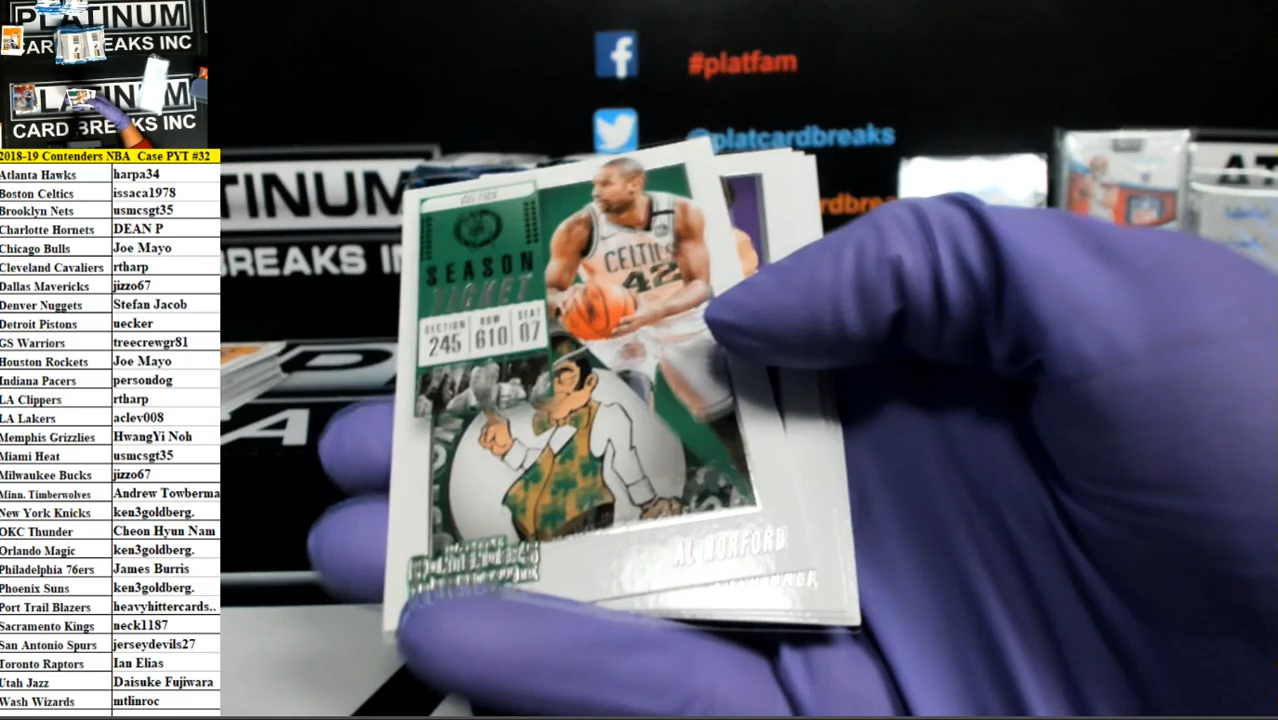 PLATINUM
CARD BREAKS INC
PLATINUM
CARD BREAKS INC
2018-19 Contenders NBA Case PYT #32
Atlanta Hawks harpa34
Boston Celtics issaca1978
Brooklyn Nets usmcsgt35
Charlotte Hornets DEAN P
Chicago Bulls Joe Mayo
Cleveland Cavaliers rtharp
Dallas Mavericks jizzo67
Denver Nuggets Stefan Jacob
Detroit Pistons uecker
GS Warriors treecrewgr81
Houston Rockets Joe Mayo
Indiana Pacers persondog
LA Clippers rtharp
LA Lakers aclev008
Memphis Grizzlies HwangYi Noh
Miami Heat usmcsgt35
Milwaukee Bucks jizzo67
Minn. Timberwolves Andrew Towberma
New York Knicks ken3goldberg.
OKC Thunder Cheon Hyun Nam
Orlando Magic ken3goldberg.
Philadelphia 76ers James Burris
Phoenix Suns ken3goldberg.
Port Trail Blazers heavyhittercards..
Sacramento Kings neck1187
San Antonio Spurs jerseydevils27
Toronto Raptors Ian Elias
Utah Jazz Daisuke Fujiwara
Wash Wizards mtlinroc
#platfam
@platcardbreaks
rdbrea
TINUM
BREAKS IN
AT
SEASON
TICKET
SECTION ROW SEAT
245 610 07
CELTICS
42
AL HORFORD